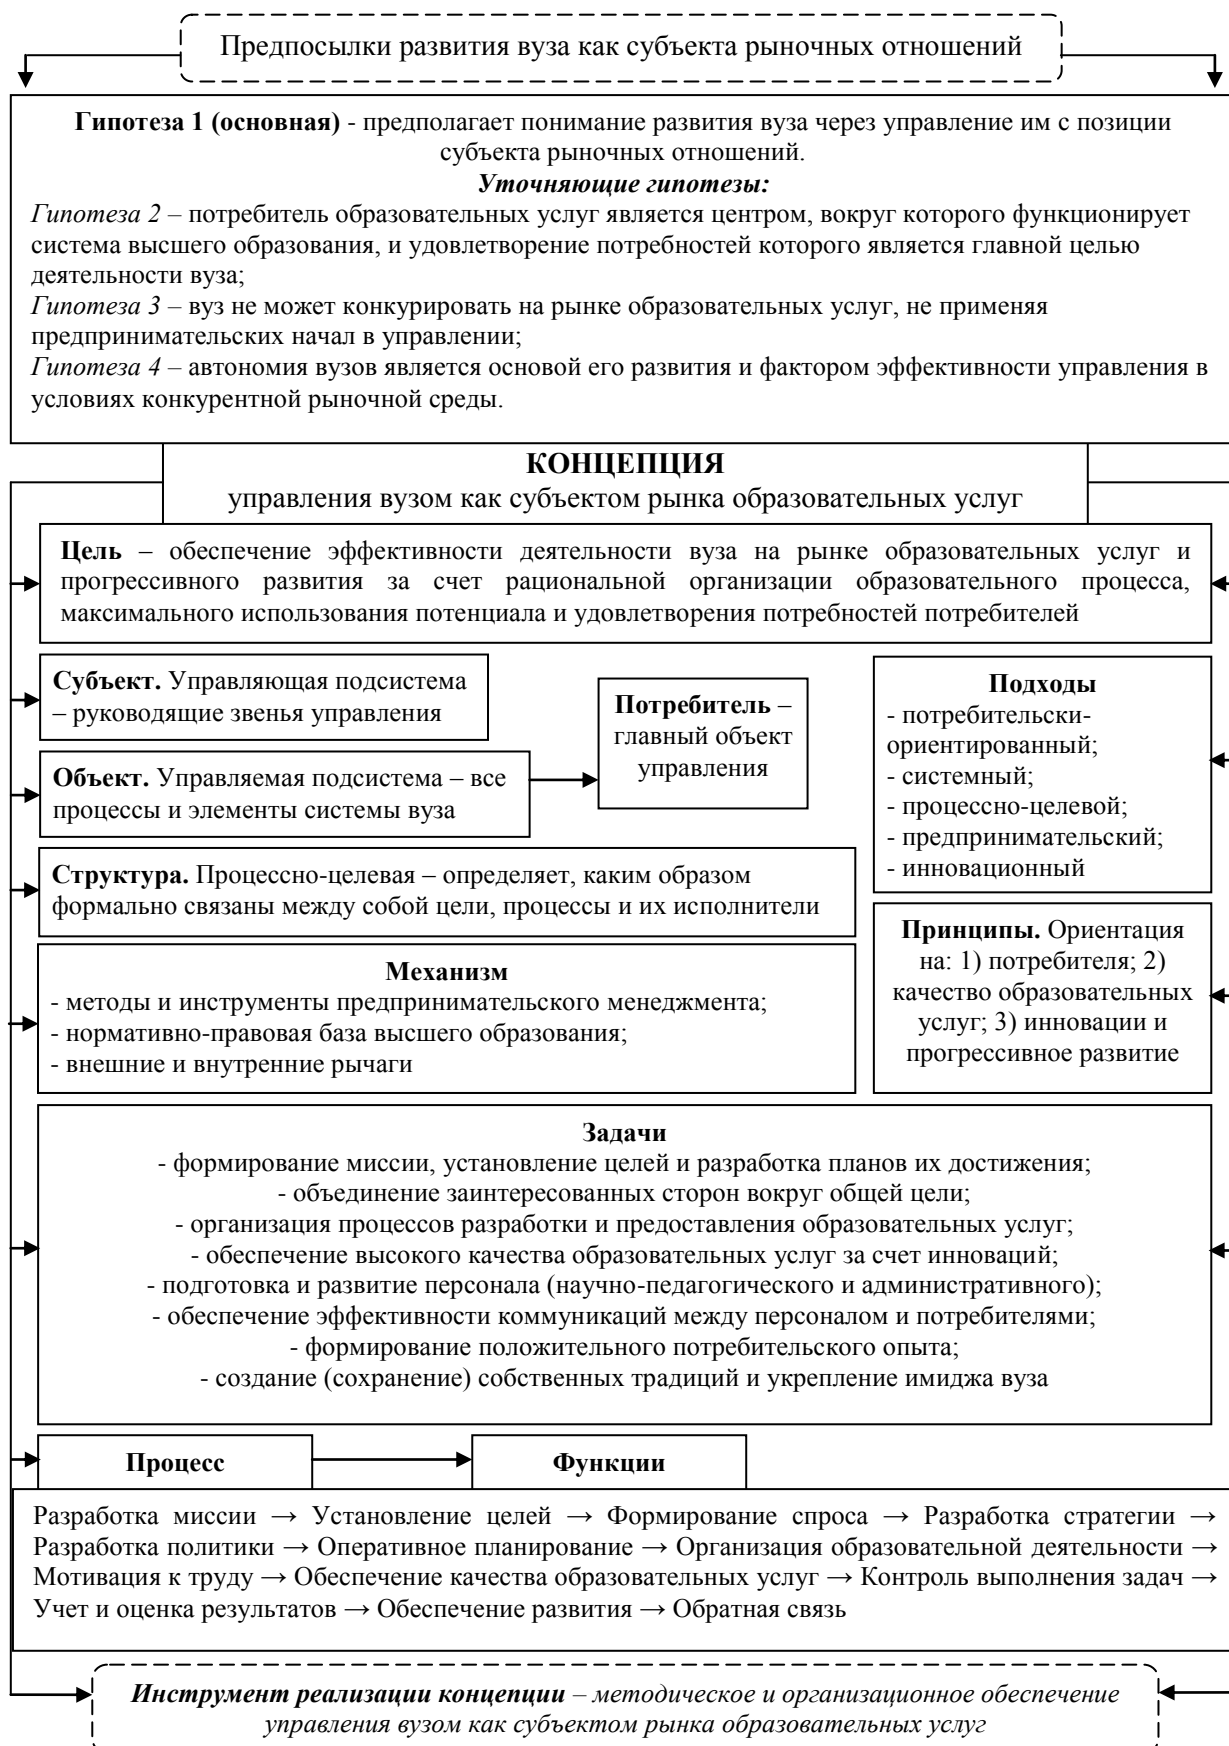 Предпосылки развития вуза как субъекта рыночных отношений
Гипотеза 1 (основная) - предполагает понимание развития вуза через управление им с позиции
субъекта рыночных отношений.
Уточняющие гипотезы:
Гипотеза 2 – потребитель образовательных услуг является центром, вокруг которого функционирует
система высшего образования, и удовлетворение потребностей которого является главной целью
деятельности вуза;
Гипотеза 3 – вуз не может конкурировать на рынке образовательных услуг, не применяя
предпринимательских начал в управлении;
Гипотеза 4 – автономия вузов является основой его развития и фактором эффективности управления в
условиях конкурентной рыночной среды.
КОНЦЕПЦИЯ
управления вузом как субъектом рынка образовательных услуг
Цель – обеспечение эффективности деятельности вуза на рынке образовательных услуг и
прогрессивного развития за счет рациональной организации образовательного процесса,
максимального использования потенциала и удовлетворения потребностей потребителей
Субъект. Управляющая подсистема
– руководящие звенья управления
Объект. Управляемая подсистема – все
процессы и элементы системы вуза
Потребитель –
главный объект
управления
Подходы
- потребительски-
ориентированный;
- системный;
- процессно-целевой;
- предпринимательский;
- инновационный
Структура. Процессно-целевая – определяет, каким образом
формально связаны между собой цели, процессы и их исполнители
Механизм
- методы и инструменты предпринимательского менеджмента;
- нормативно-правовая база высшего образования;
- внешние и внутренние рычаги
Принципы. Ориентация
на: 1) потребителя; 2)
качество образовательных
услуг; 3) инновации и
прогрессивное развитие
Задачи
- формирование миссии, установление целей и разработка планов их достижения;
- объединение заинтересованных сторон вокруг общей цели;
- организация процессов разработки и предоставления образовательных услуг;
- обеспечение высокого качества образовательных услуг за счет инноваций;
- подготовка и развитие персонала (научно-педагогического и административного);
- обеспечение эффективности коммуникаций между персоналом и потребителями;
- формирование положительного потребительского опыта;
- создание (сохранение) собственных традиций и укрепление имиджа вуза
Процесс
Функции
Разработка миссии → Установление целей → Формирование спроса → Разработка стратегии →
Разработка политики → Оперативное планирование → Организация образовательной деятельности →
Мотивация к труду → Обеспечение качества образовательных услуг → Контроль выполнения задач →
Учет и оценка результатов → Обеспечение развития → Обратная связь
Инструмент реализации концепции – методическое и организационное обеспечение
управления вузом как субъектом рынка образовательных услуг